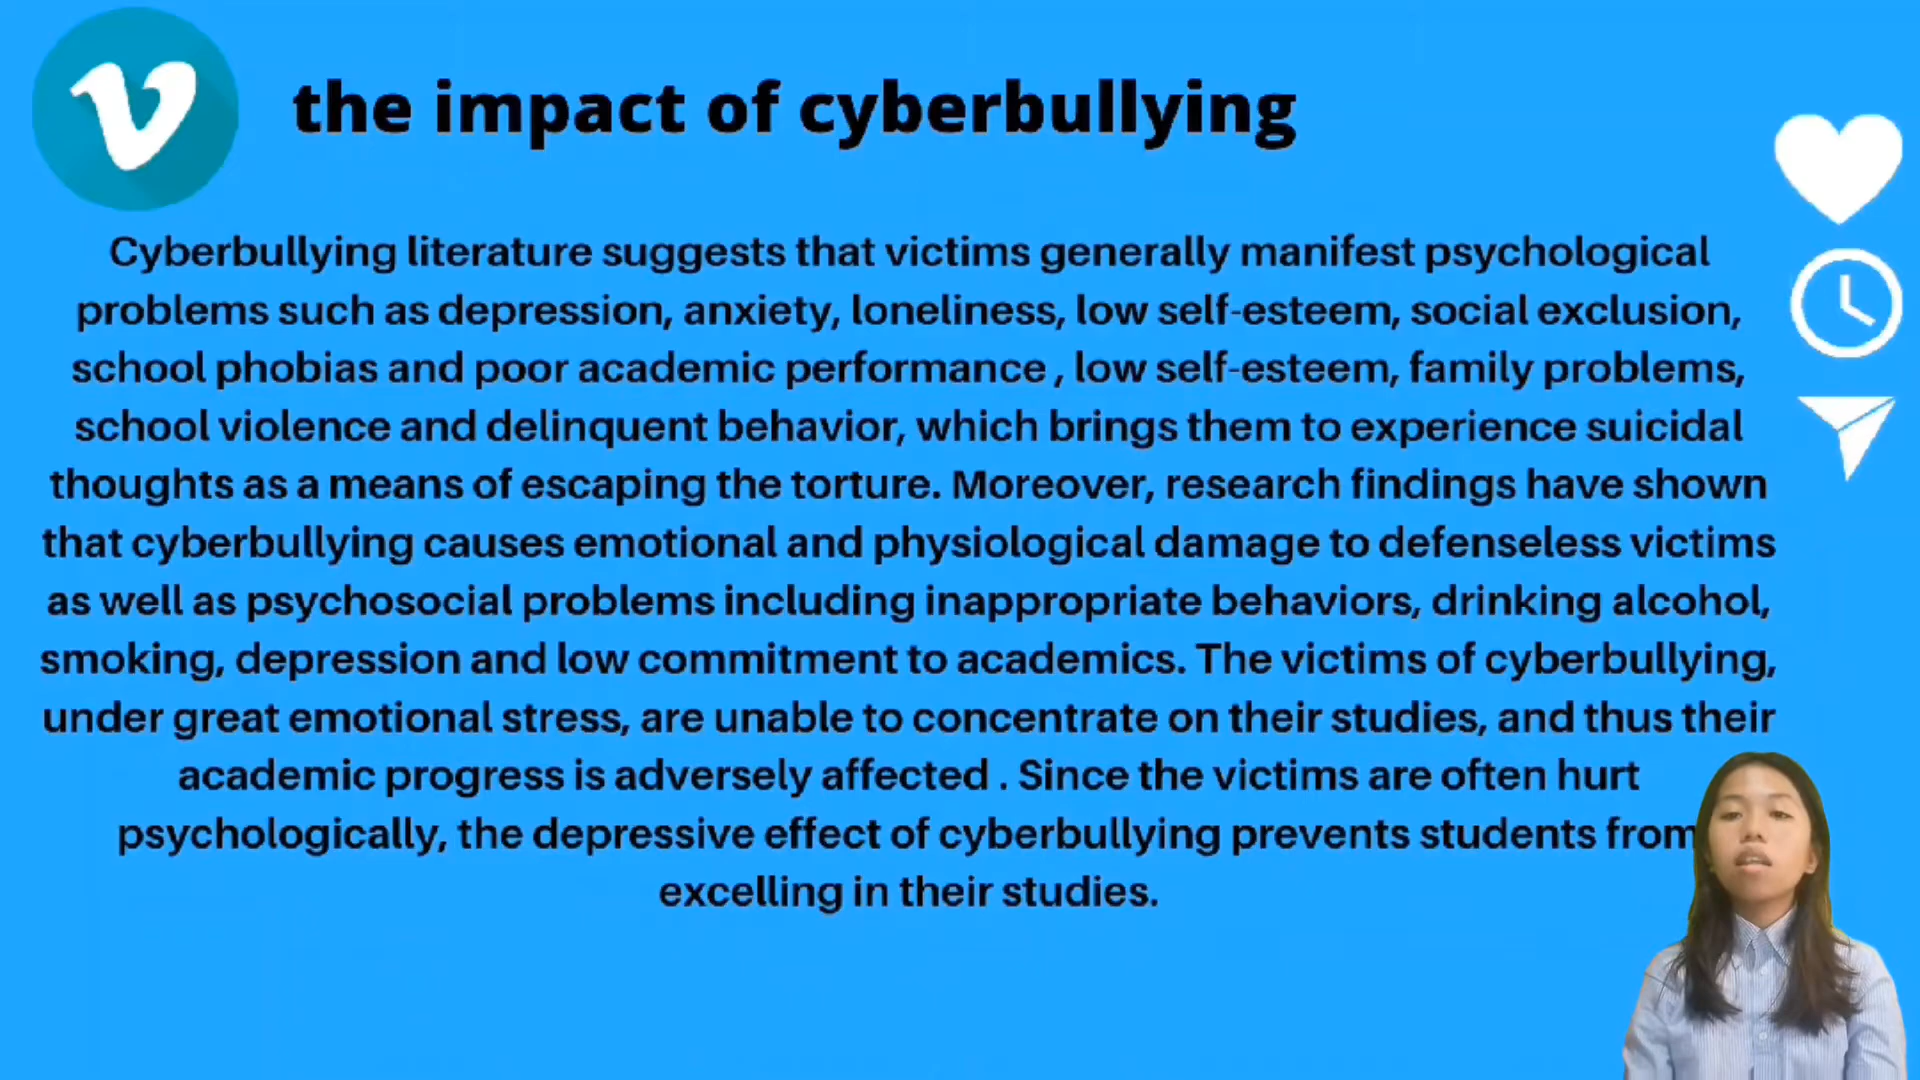 the impact of cyberbullying
Cyberbullying literature suggests that victims generally manifest psychological
problems such as depression, anxiety, loneliness, low self-esteem, social exclusion,
school phobias and poor academic performance , low self-esteem, family problems,
school violence and delinquent behavior, which brings them to experience suicidal
thoughts as a means of escaping the torture. Moreover, research findings have shown
that cyberbullying causes emotional and physiological damage to defenseless victims
as well as psychosocial problems including inappropriate behaviors, drinking alcohol,
smoking, depression and low commitment to academics. The victims of cyberbullying,
under great emotional stress, are unable to concentrate on their studies, and thus their
academic progress is adversely affected . Since the victims are often hurt
psychologically, the depressive effect of cyberbullying prevents students from
excelling in their studies.